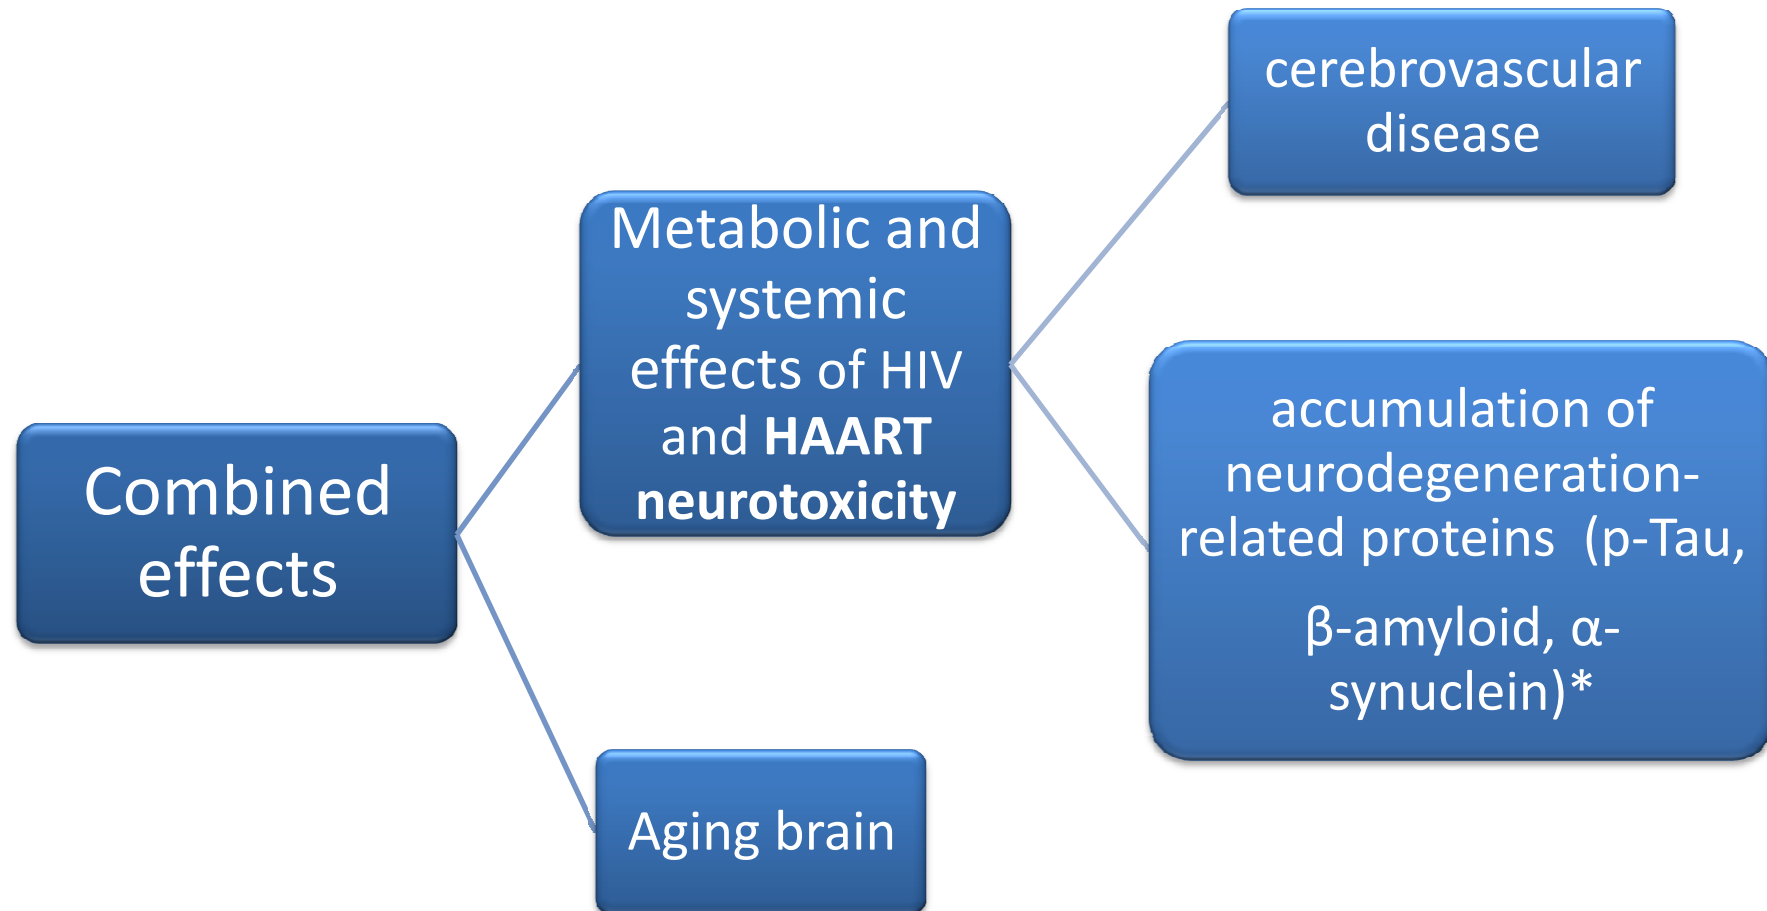 Combined
effects
Metabolic and
systemic
effects of HIV
and HAART
neurotoxicity
Aging brain
cerebrovascular
disease
accumulation of
neurodegeneration-
related proteins (p-Tau,
β-amyloid, α-
synuclein)*